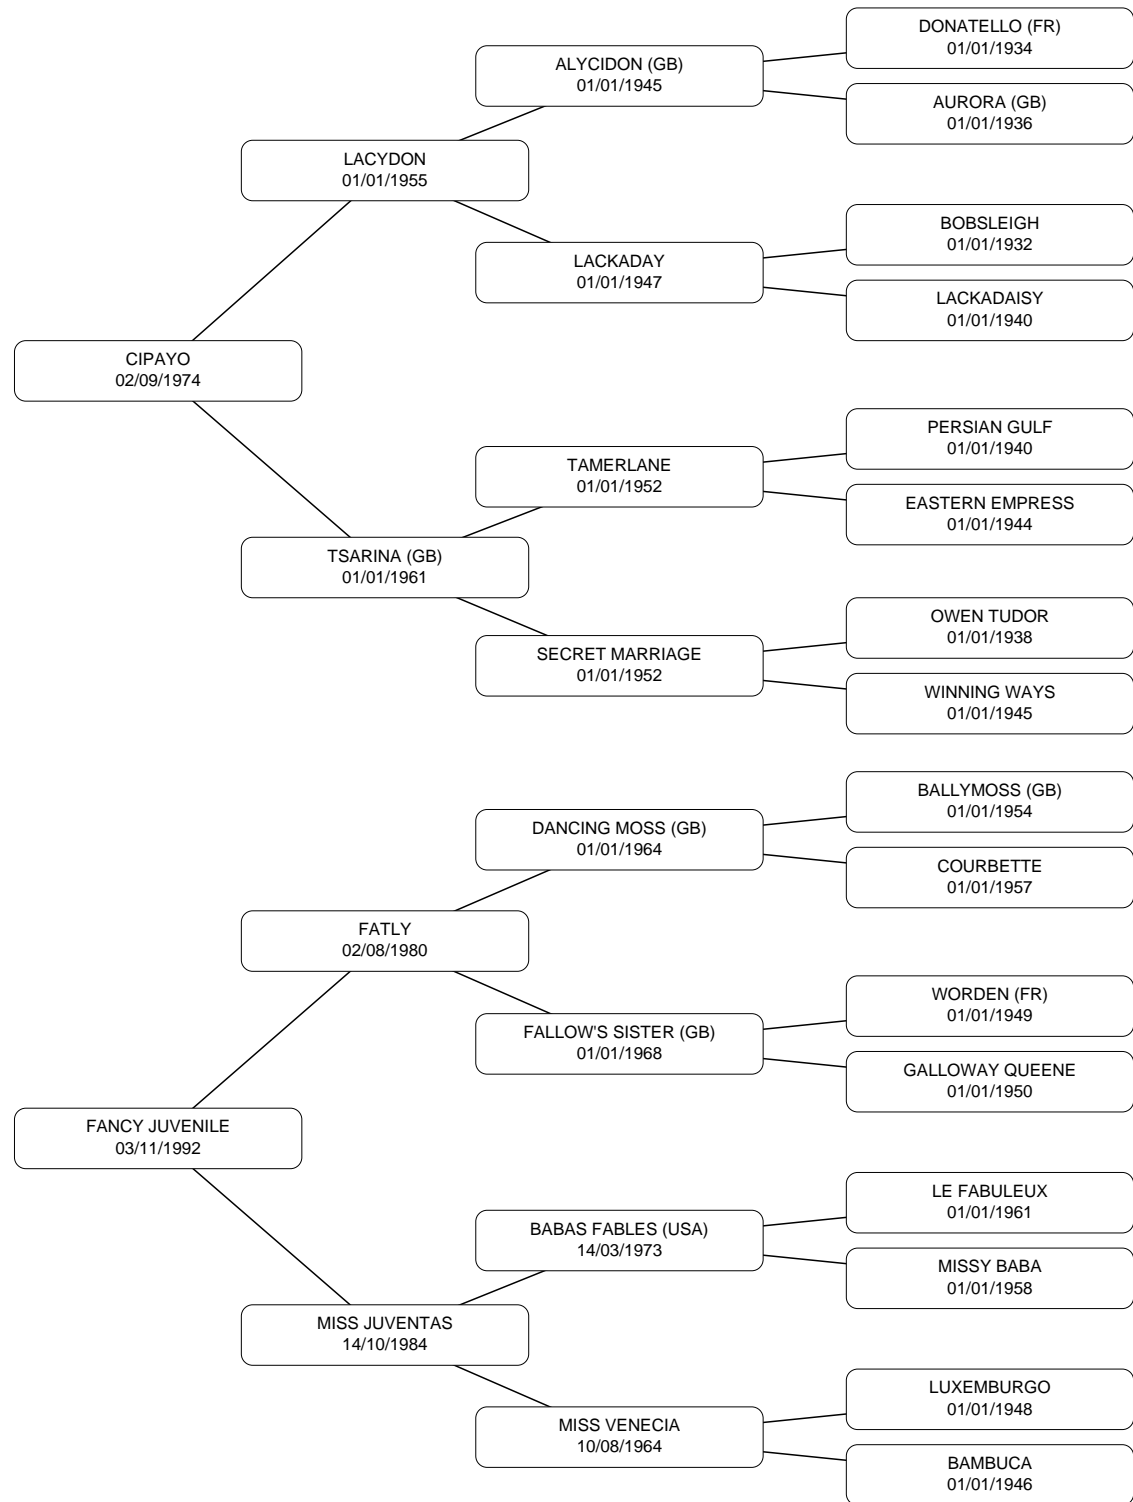 DONATELLO (FR)
01/01/1934
ALYCIDON (GB)
01/01/1945
AURORA (GB)
01/01/1936
LACYDON
01/01/1955
BOBSLEIGH
01/01/1932
LACKADAY
01/01/1947
LACKADAISY
01/01/1940
CIPAYO
02/09/1974
PERSIAN GULF
01/01/1940
TAMERLANE
01/01/1952
EASTERN EMPRESS
01/01/1944
TSARINA (GB)
01/01/1961
OWEN TUDOR
01/01/1938
SECRET MARRIAGE
01/01/1952
WINNING WAYS
01/01/1945
BALLYMOSS (GB)
01/01/1954
DANCING MOSS (GB)
01/01/1964
COURBETTE
01/01/1957
FATLY
02/08/1980
WORDEN (FR)
01/01/1949
FALLOW'S SISTER (GB)
01/01/1968
GALLOWAY QUEENE
01/01/1950
FANCY JUVENILE
03/11/1992
LE FABULEUX
01/01/1961
BABAS FABLES (USA)
14/03/1973
MISSY BABA
01/01/1958
MISS JUVENTAS
14/10/1984
LUXEMBURGO
01/01/1948
MISS VENECIA
10/08/1964
BAMBUCA
01/01/1946